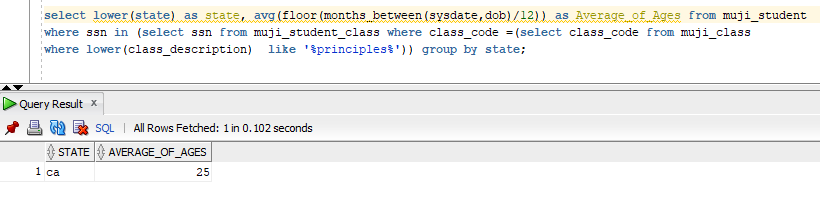 select lower(state) as state, avg(floor(months_between(sysdate,dob)/12)) as Average_of_Ages from muji_student
where ssn in (select ssn from muji_student_class where class_code =(select class_code from muji_class
where lower(class_description)  like '%principles%')) group by state;
Query Result x
SQL | All Rows Fetched: 1 in 0.102 seconds
STATE AVERAGE_OF_AGES
1 ca 25